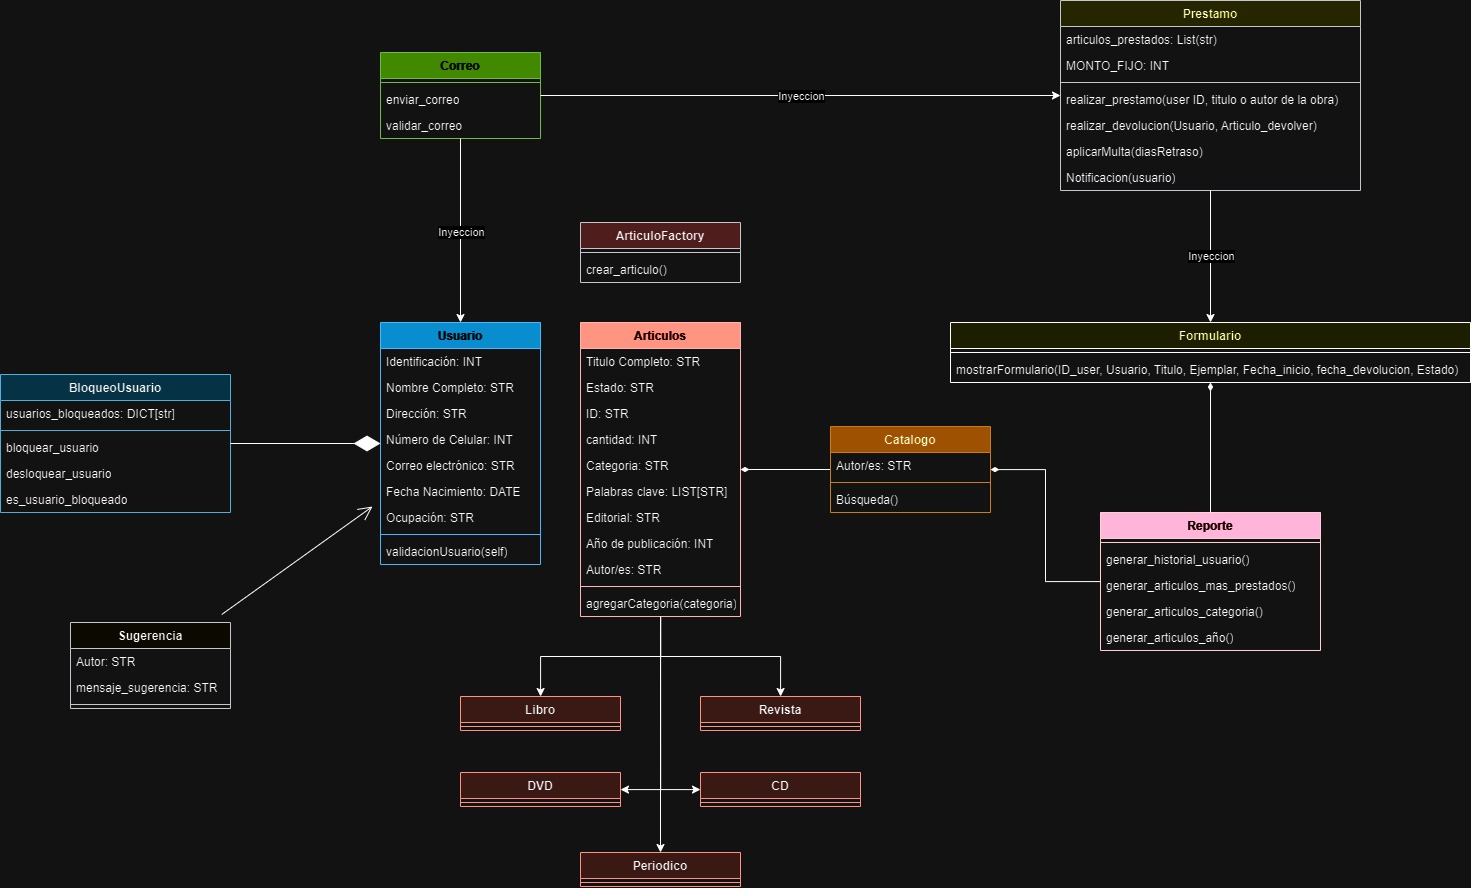 Prestamo
articulos_prestados: List(str)
MONTO_FIJO: INT
realizar_prestamo(user ID, titulo o autor de la obra)
realizar_devolucion(Usuario, Articulo_devolver)
aplicarMulta(diasRetraso)
Notificacion(usuario)
Correo
enviar_correo
validar_correo
Inyeccion
Inyeccion
Inyeccion
ArticuloFactory
crear_articulo()
Usuario
Identificación: INT
Nombre Completo: STR
Dirección: STR
Número de Celular: INT
Correo electrónico: STR
Fecha Nacimiento: DATE
Ocupación: STR
validacionUsuario(self)
Articulos
Titulo Completo: STR
Estado: STR
ID: STR
cantidad: INT
Categoria: STR
Palabras clave: LIST[STR]
Editorial: STR
Año de publicación: INT
Autor/es: STR
agregarCategoria(categoria)
Formulario
mostrarFormulario(ID_user, Usuario, Titulo, Ejemplar, Fecha_inicio, fecha_devolucion, Estado)
BloqueoUsuario
usuarios_bloqueados: DICT[str]
bloquear_usuario
desloquear_usuario
es_usuario_bloqueado
Catalogo
Autor/es: STR
Búsqueda()
Reporte
generar_historial_usuario()
generar_articulos_mas_prestados()
generar_articulos_categoria()
generar_articulos_año()
Sugerencia
Autor: STR
mensaje_sugerencia: STR
Libro
Revista
DVD
CD
Periodico